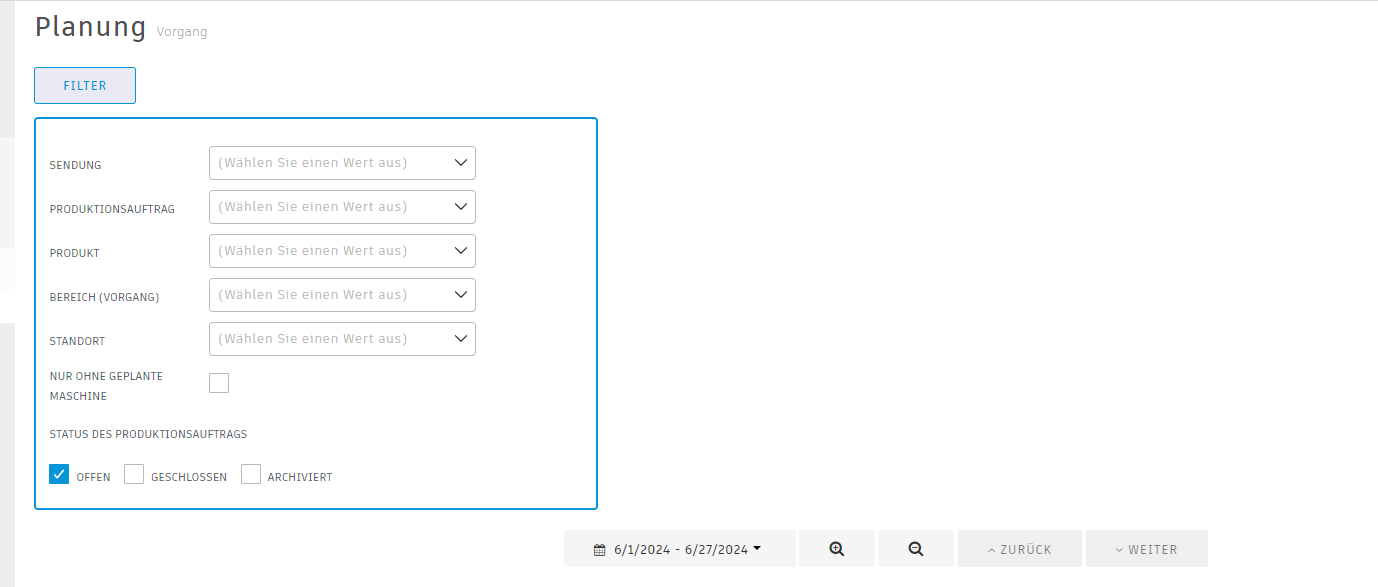 Planung Vorgang
FILTER
SENDUNG (Wählen Sie einen Wert aus)
PRODUKTIONSAUFTRAG (Wählen Sie einen Wert aus)
PRODUKT (Wählen Sie einen Wert aus)
BEREICH (VORGANG) (Wählen Sie einen Wert aus)
STANDORT (Wählen Sie einen Wert aus)
NUR OHNE GEPLANTE
MASCHINE
STATUS DES PRODUKTIONSAUFTRAGS
OFFEN GESCHLOSSEN ARCHIVIERT
6/1/2024 - 6/27/2024 ZURÜCK WEITER